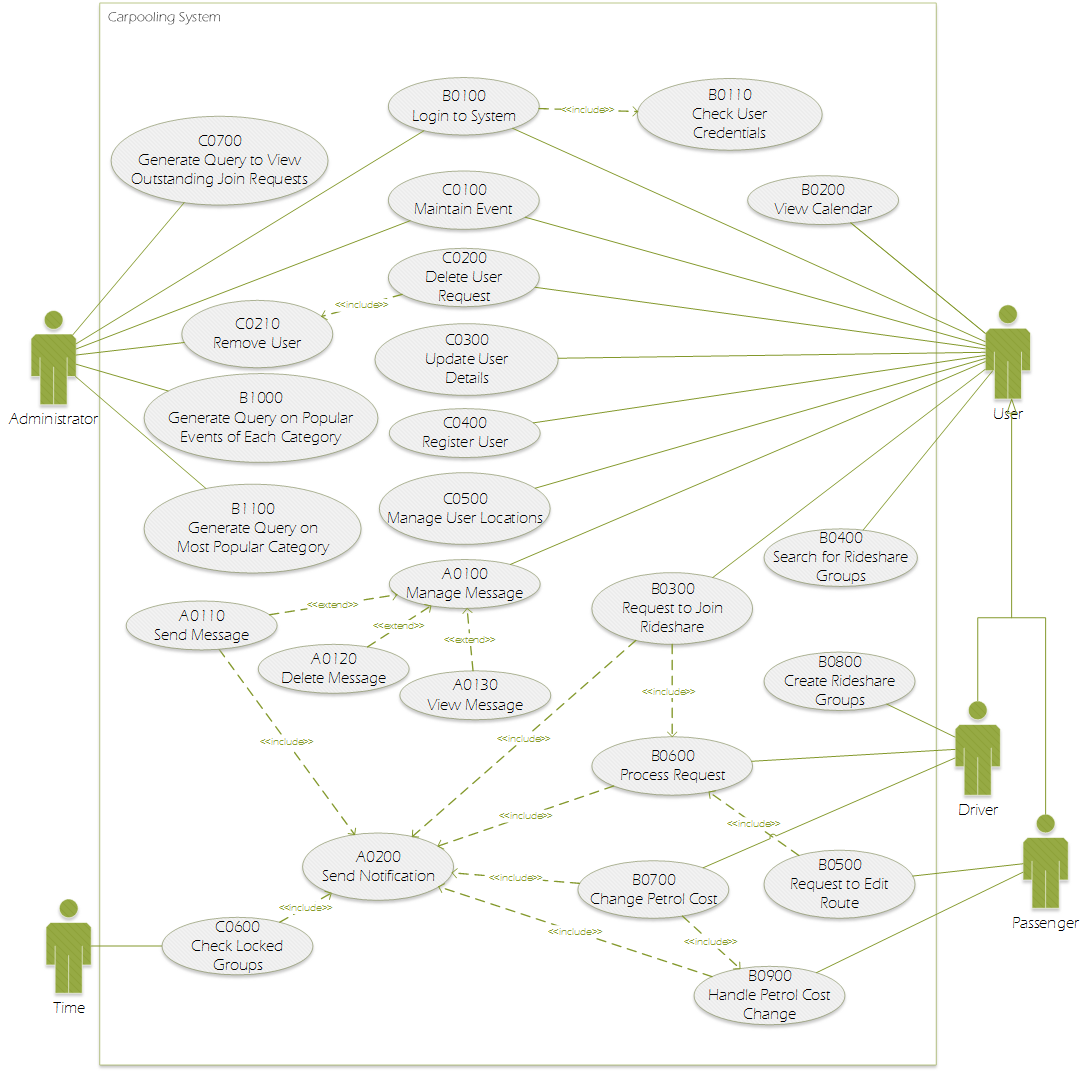 Carpooling System
B0100
Login to System
<<include>>
B0110
Check User
Credentials
C0700
Generate Query to View
Outstanding Join Requests
C0100
Maintain Event
B0200
View Calendar
C0200
Delete User
Request
<<include>>
C0210
Remove User
C0300
Update User
Details
Administrator
User
B1000
Generate Query on Popular
Events of Each Category
C0400
Register User
B1100
Generate Query on
Most Popular Category
C0500
Manage User Locations
B0400
Search for Rideshare
Groups
A0100
Manage Message
B0300
Request to Join
Rideshare
A0110
Send Message
<<extend>>
<<extend>>
<<extend>>
A0120
Delete Message
A0130
View Message
B0800
Create Rideshare
Groups
<<include>>
<<include>>
<<include>>
B0600
Process Request
Driver
<<include>>
<<include>>
A0200
Send Notification
<<include>>
B0700
Change Petrol Cost
B0500
Request to Edit
Route
Passenger
<<include>>
C0600
Check Locked
Groups
<<include>>
<<include>>
B0900
Handle Petrol Cost
Change
Time